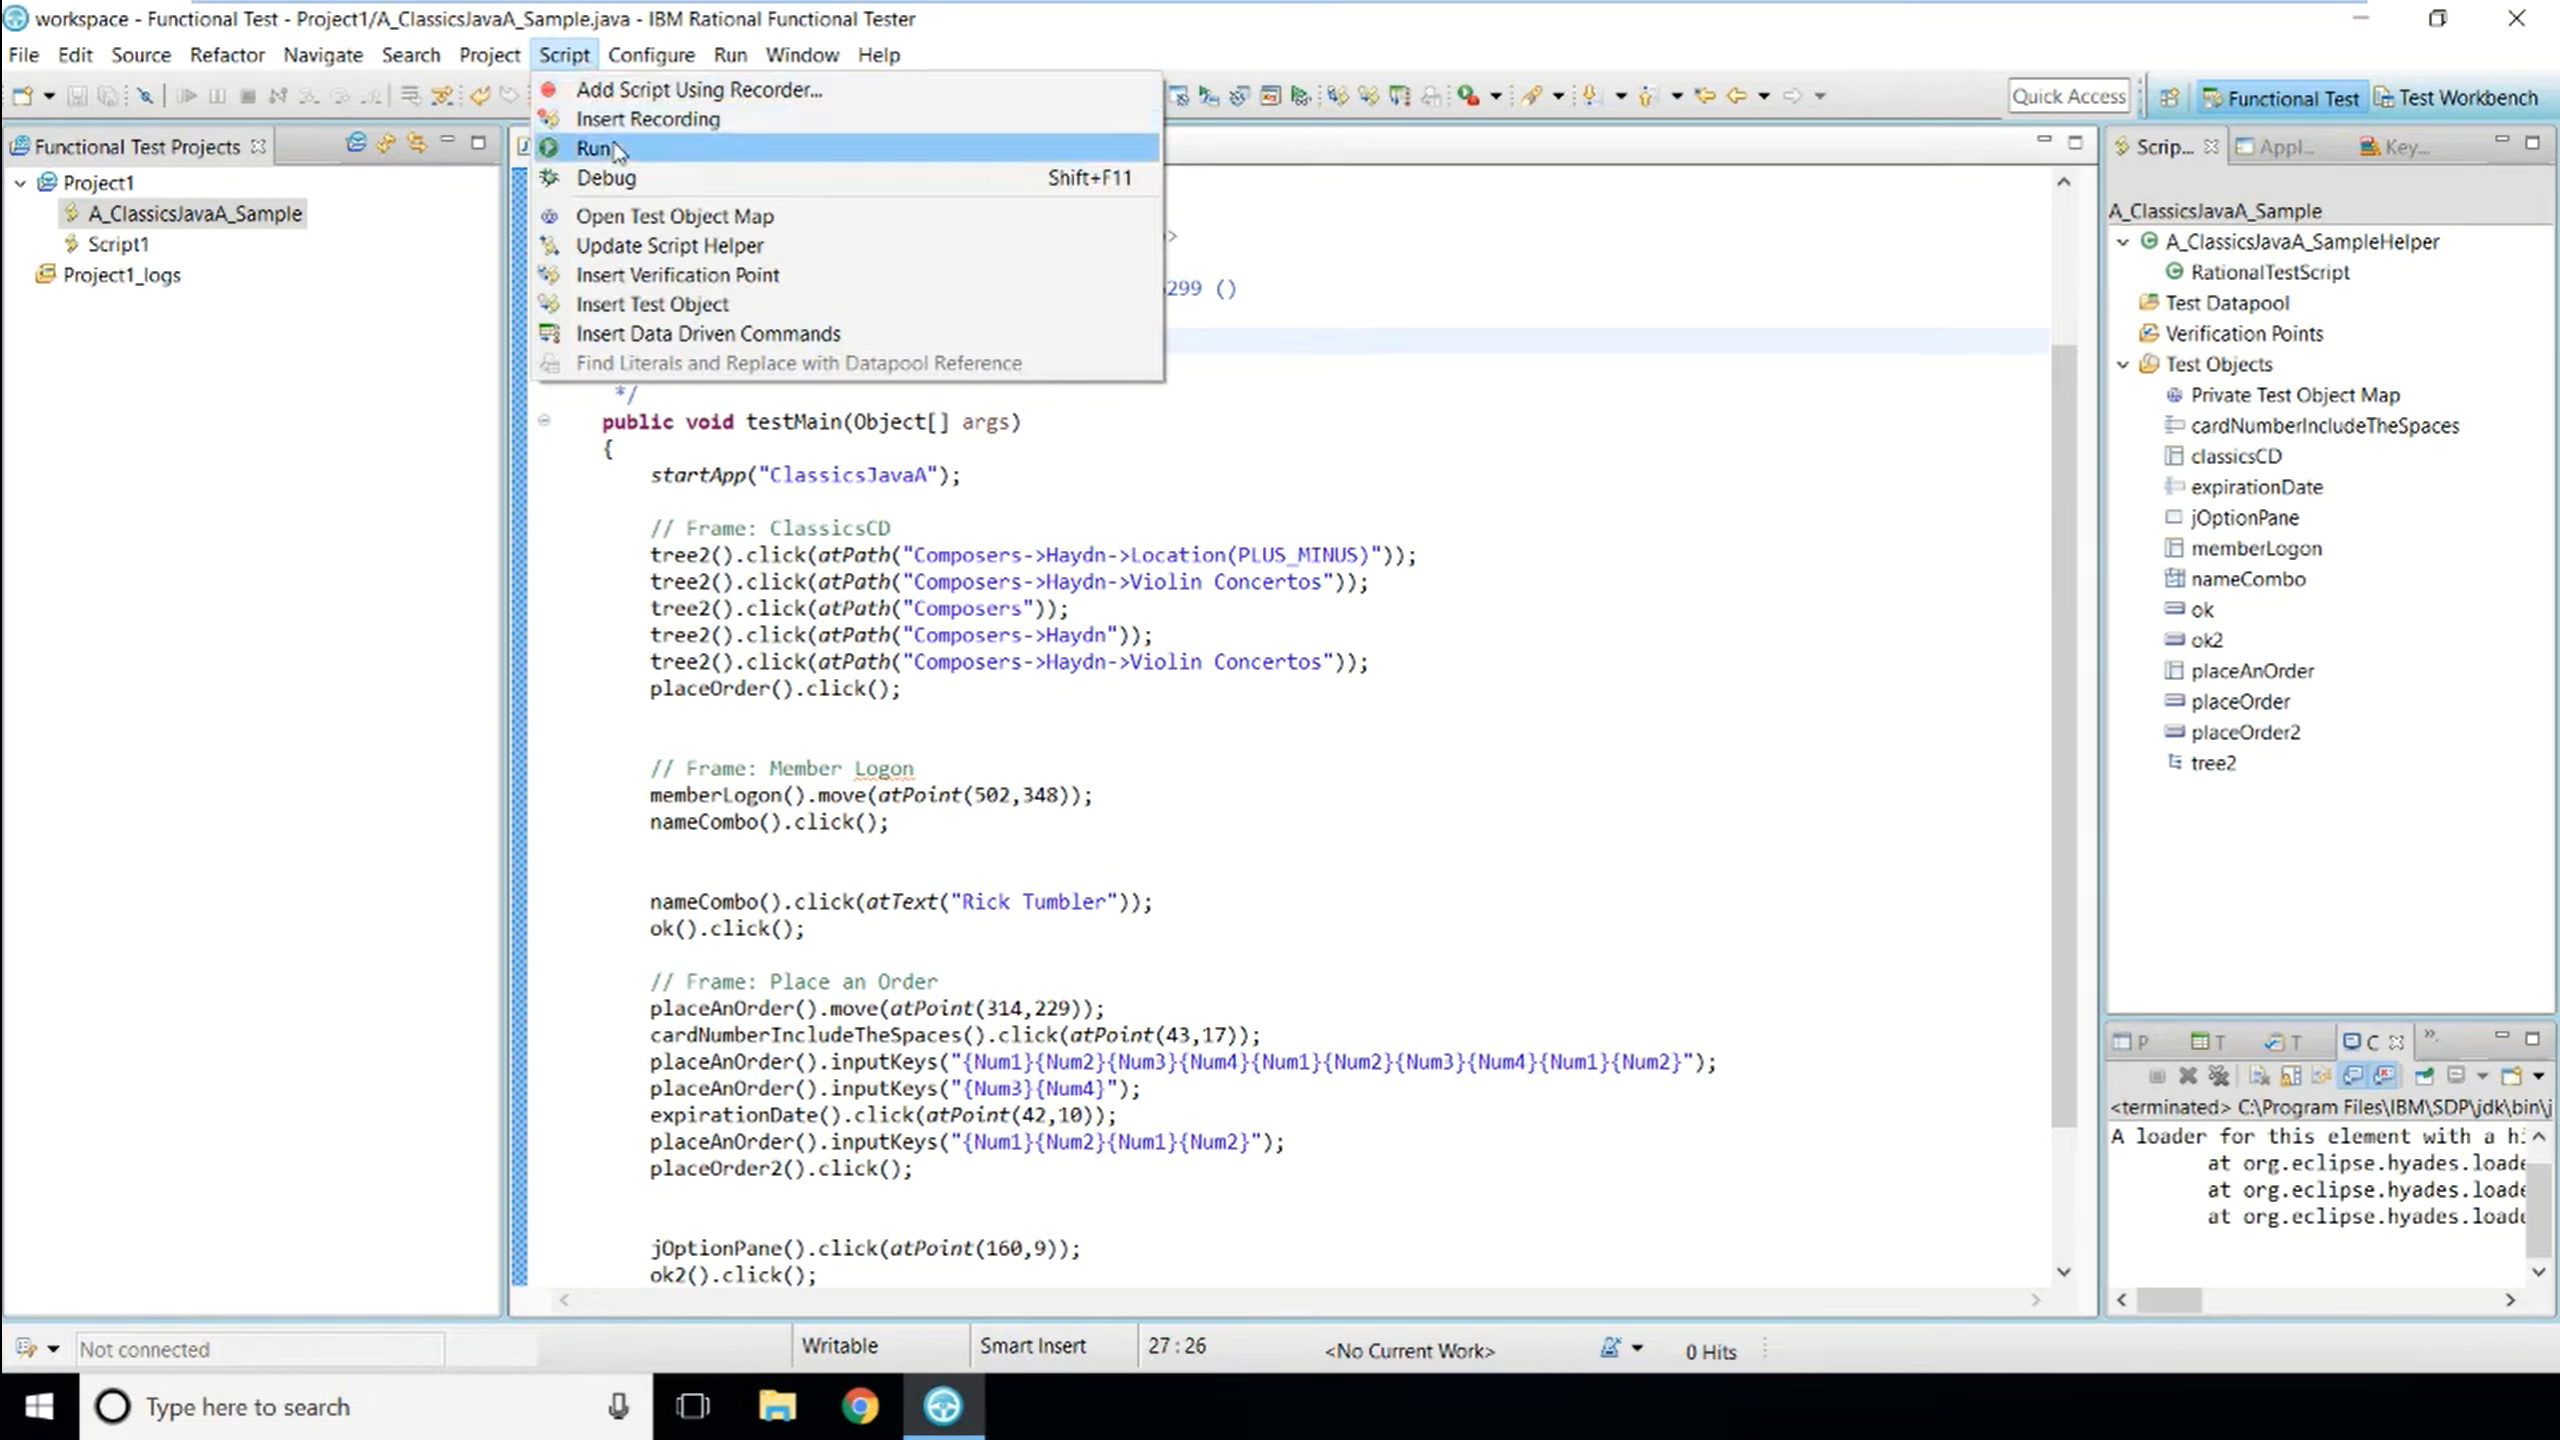 workspace - Functional Test - Project1/A_ClassicsJavaA_Sample.java - IBM Rational Functional Tester
File Edit Source Refactor Navigate Search Project Script Configure Run Window Help
Quick Access
Functional Test
Test Workbench
Functional Test Projects
Project1
A_ClassicsJavaA_Sample
Script1
Project1_logs
Add Script Using Recorder...
Insert Recording
Run
Debug Shift+F11
Open Test Object Map
Update Script Helper
Insert Verification Point
Insert Test Object
Insert Data Driven Commands
Find Literals and Replace with Datapool Reference
>
299 ()
*/
public void testMain(Object[] args)
{
startApp("ClassicsJavaA");
// Frame: ClassicsCD
tree2().click(atPath("Composers->Haydn->Location(PLUS_MINUS)"));
tree2().click(atPath("Composers->Haydn->Violin Concertos"));
tree2().click(atPath("Composers"));
tree2().click(atPath("Composers->Haydn"));
tree2().click(atPath("Composers->Haydn->Violin Concertos"));
placeOrder().click();
// Frame: Member Logon
memberLogon().move(atPoint(502,348));
nameCombo().click();
nameCombo().click(atText("Rick Tumbler"));
ok().click();
// Frame: Place an Order
placeAnOrder().move(atPoint(314,229));
cardNumberIncludeTheSpaces().click(atPoint(43,17));
placeAnOrder().inputKeys("{Num1}{Num2}{Num3}{Num4}{Num1}{Num2}{Num3}{Num4}{Num1}{Num2}");
placeAnOrder().inputKeys("{Num3}{Num4}");
expirationDate().click(atPoint(42,10));
placeAnOrder().inputKeys("{Num1}{Num2}{Num1}{Num2}");
placeOrder2().click();
jOptionPane().click(atPoint(160,9));
ok2().click();
Scrip... Appl... Key...
A_ClassicsJavaA_Sample
A_ClassicsJavaA_SampleHelper
RationalTestScript
Test Datapool
Verification Points
Test Objects
Private Test Object Map
cardNumberIncludeTheSpaces
classicsCD
expirationDate
jOptionPane
memberLogon
nameCombo
ok
ok2
placeAnOrder
placeOrder
placeOrder2
tree2
P T T C
<terminated> C:\Program Files\IBM\SDP\jdk\bin\j
A loader for this element with a hi
at org.eclipse.hyades.loade
at org.eclipse.hyades.loade
at org.eclipse.hyades.loade
Not connected
Writable
Smart Insert
27 : 26
<No Current Work>
0 Hits
Type here to search